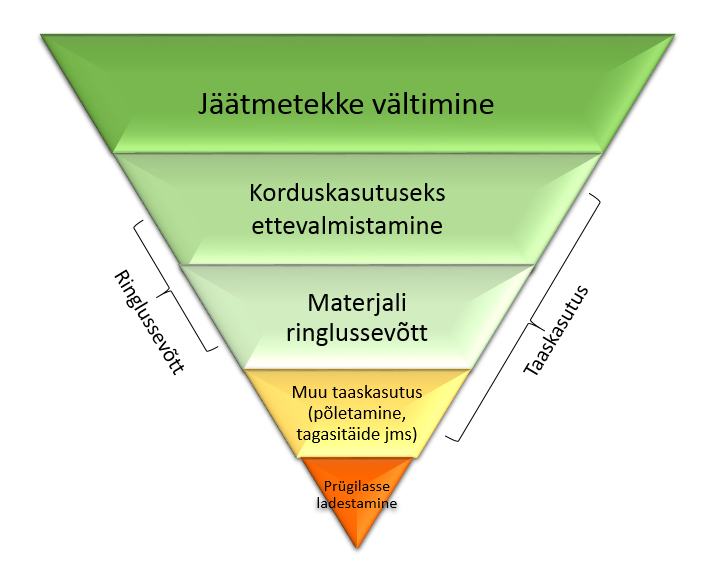 Jäätmetekke vältimine
Korduskasutuseks
ettevalmistamine
Ringlussevõtt
Taaskasutus
Materjali
ringlussevõtt
Muu taaskasutus
(põletamine,
tagasitäide jms)
Prügilasse
ladestamine